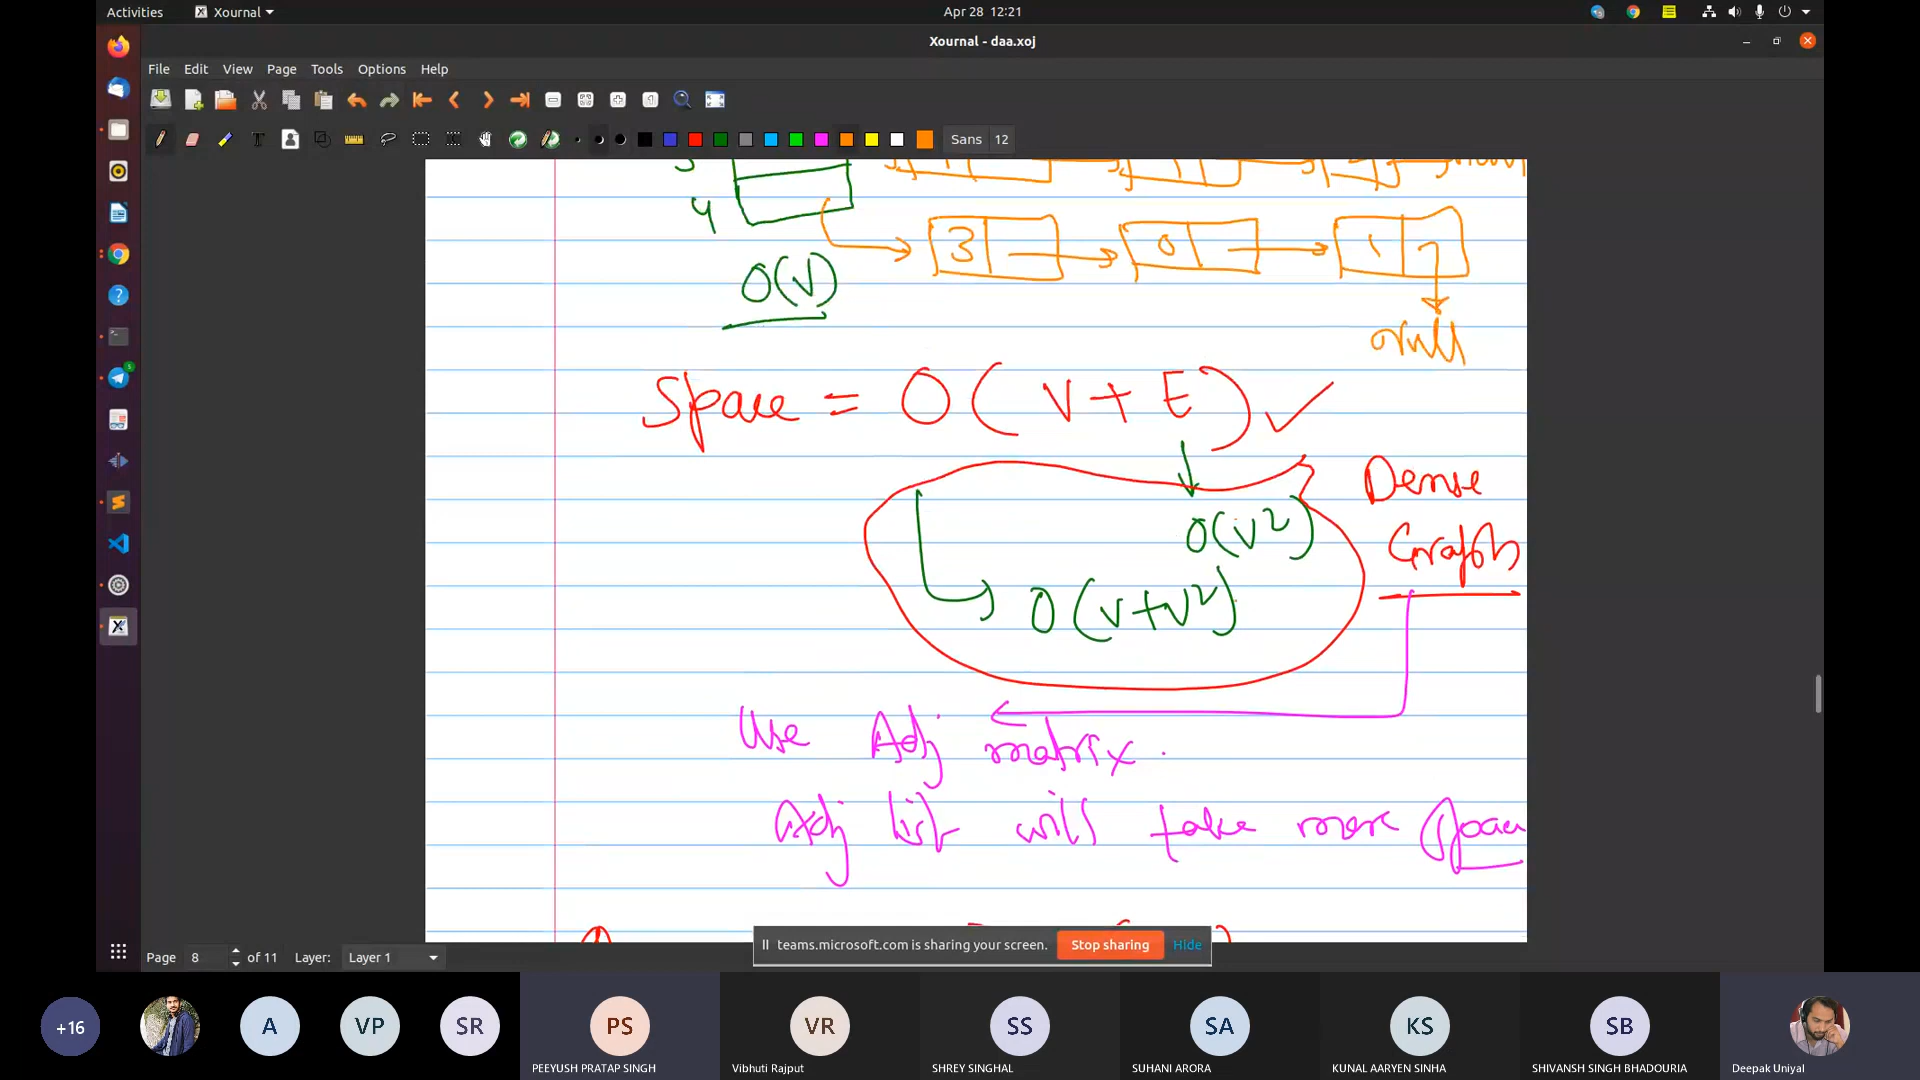 Activities
Xournal
Apr 28 12:21
Xournal - daa.xoj
File Edit View Page Tools Options Help
Sans 12
3
4
3 0 1
O(V)
Null
Space = O( V + E )
Dense
Graph
O(V²)
O(V+V²)
Use Adj matrix.
Adj list will take more Space
teams.microsoft.com is sharing your screen. Stop sharing Hide
Page 8 of 11 Layer: Layer 1
+16 A VP SR PS VR SS SA KS SB
PEEYUSH PRATAP SINGH Vibhuti Rajput SHREY SINGHAL SUHANI ARORA KUNAL AARYEN SINHA SHIVANSH SINGH BHADOURIA Deepak Uniyal